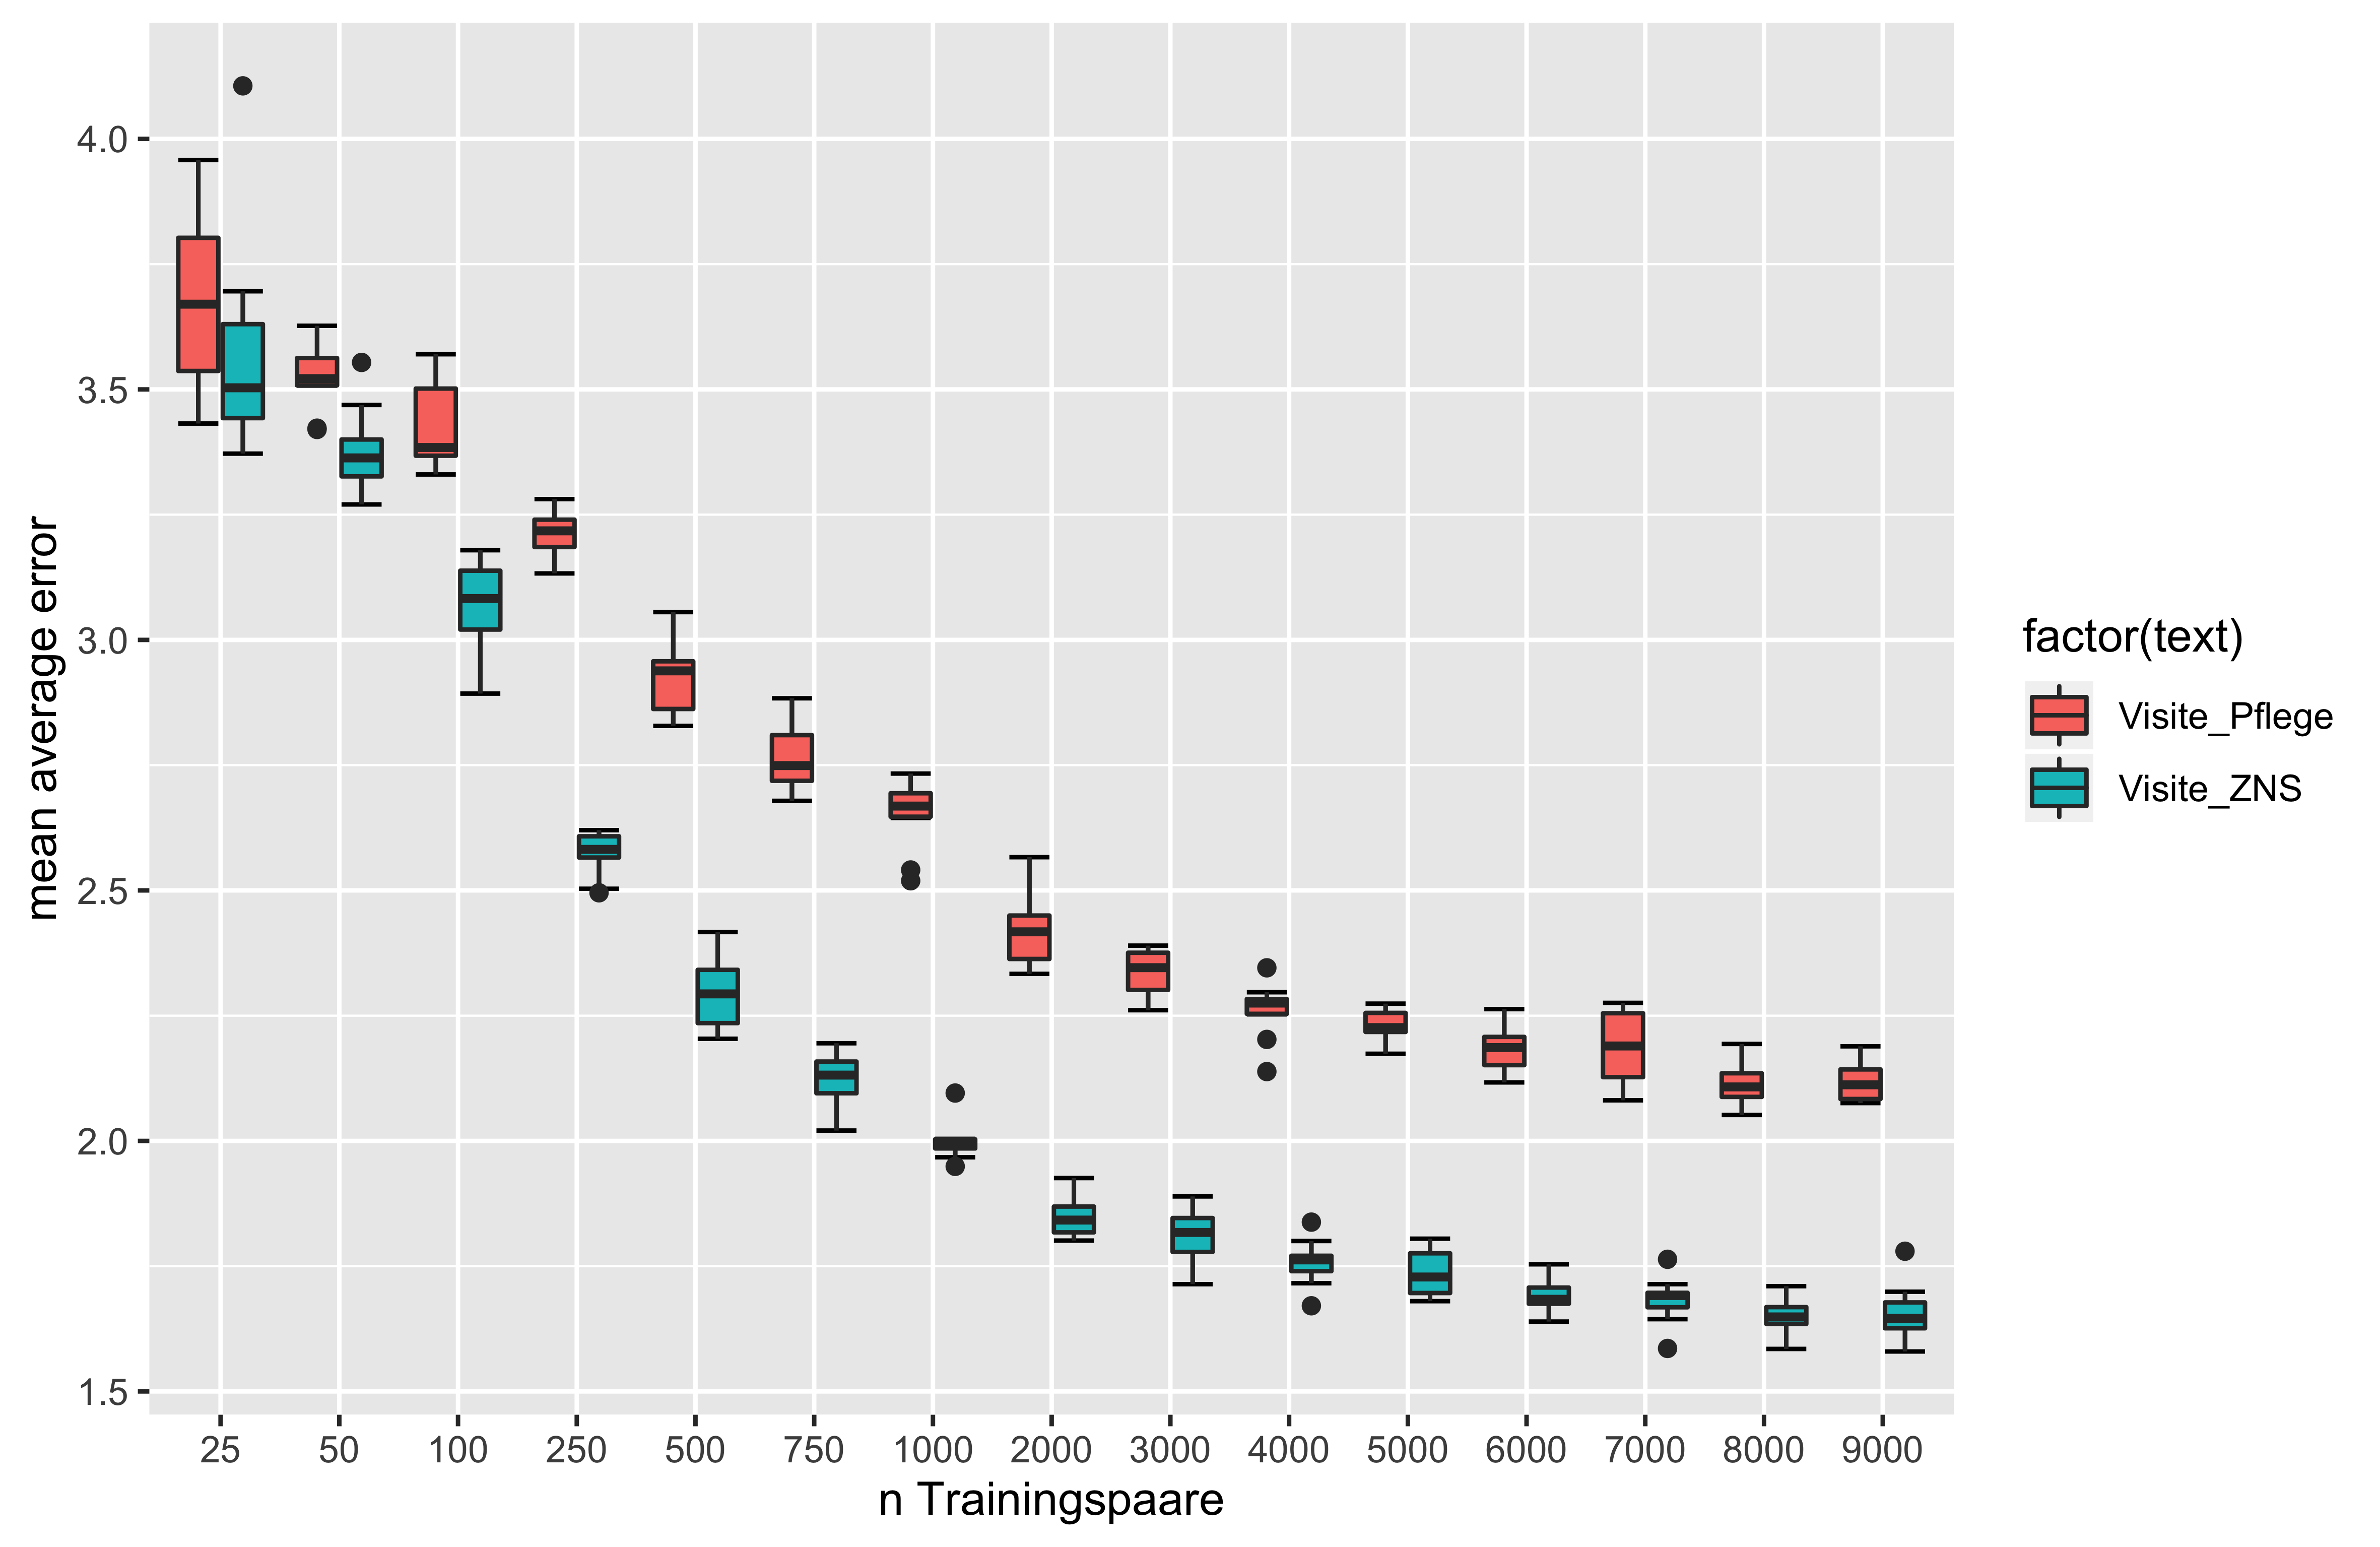 mean average error
4.0
3.5
3.0
2.5
2.0
1.5
25 50 100 250 500 750 1000 2000 3000 4000 5000 6000 7000 8000 9000
n Trainingspaare
factor(text)
Visite_Pflege
Visite_ZNS